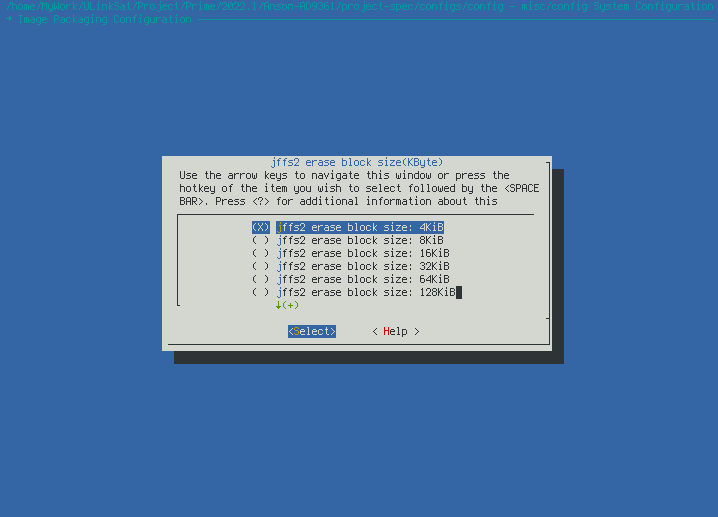 /home/MyWork/ULinkSat/Project/Prime/2022.1/Anson-AD9361/project-spec/configs/config - misc/config System Configuration
→ Image Packaging Configuration
jffs2 erase block size(KByte)
Use the arrow keys to navigate this window or press the
hotkey of the item you wish to select followed by the <SPACE
BAR>. Press <?> for additional information about this
(X) jffs2 erase block size: 4KiB
( ) jffs2 erase block size: 8KiB
( ) jffs2 erase block size: 16KiB
( ) jffs2 erase block size: 32KiB
( ) jffs2 erase block size: 64KiB
( ) jffs2 erase block size: 128KiB
↓(+)
<Select> < Help >